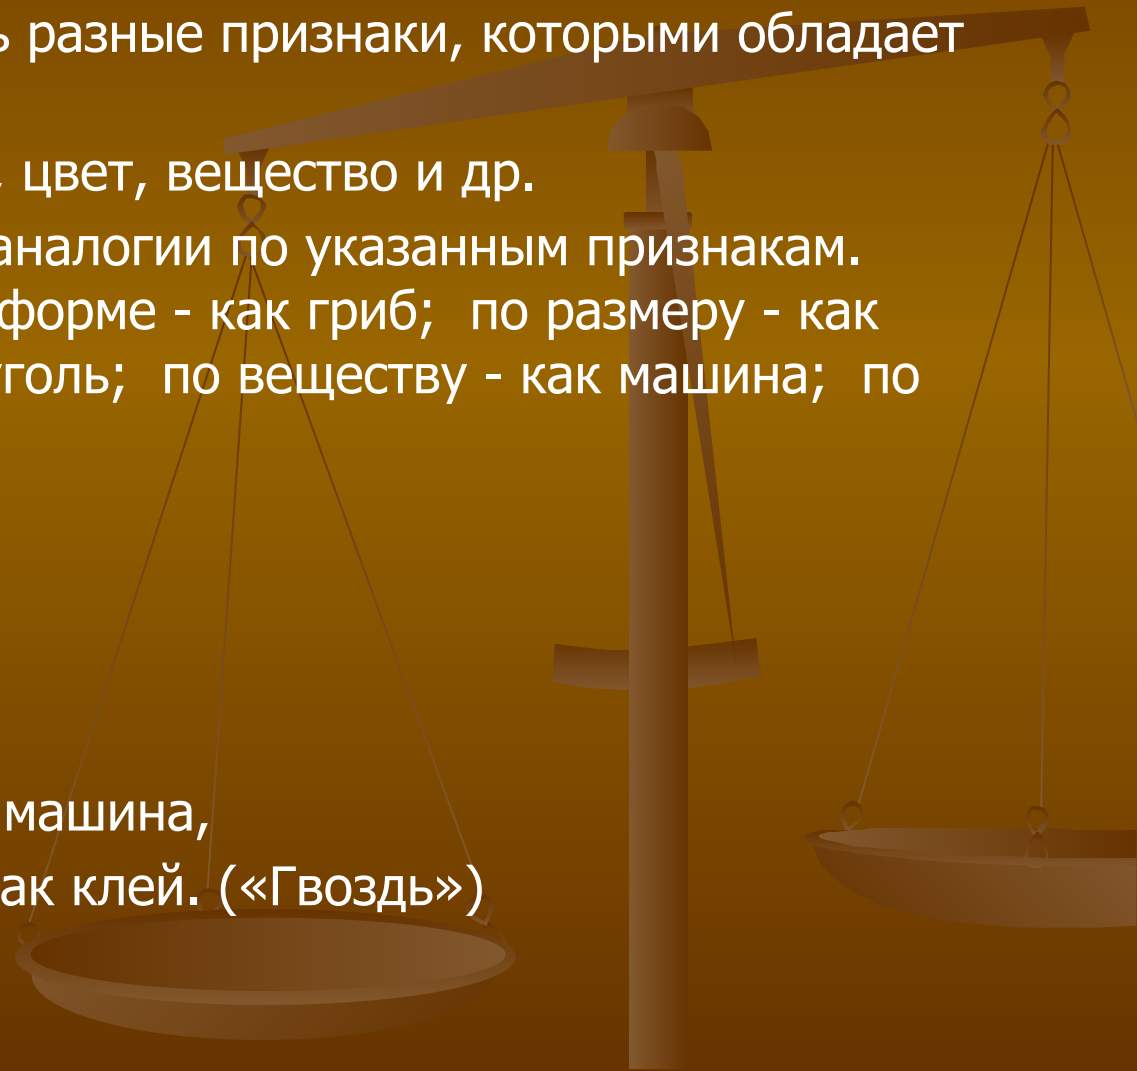 ь разные признаки, которыми обладает
, цвет, вещество и др.
аналогии по указанным признакам.
форме - как гриб; по размеру - как
уголь; по веществу - как машина; по
машина,
ак клей. («Гвоздь»)